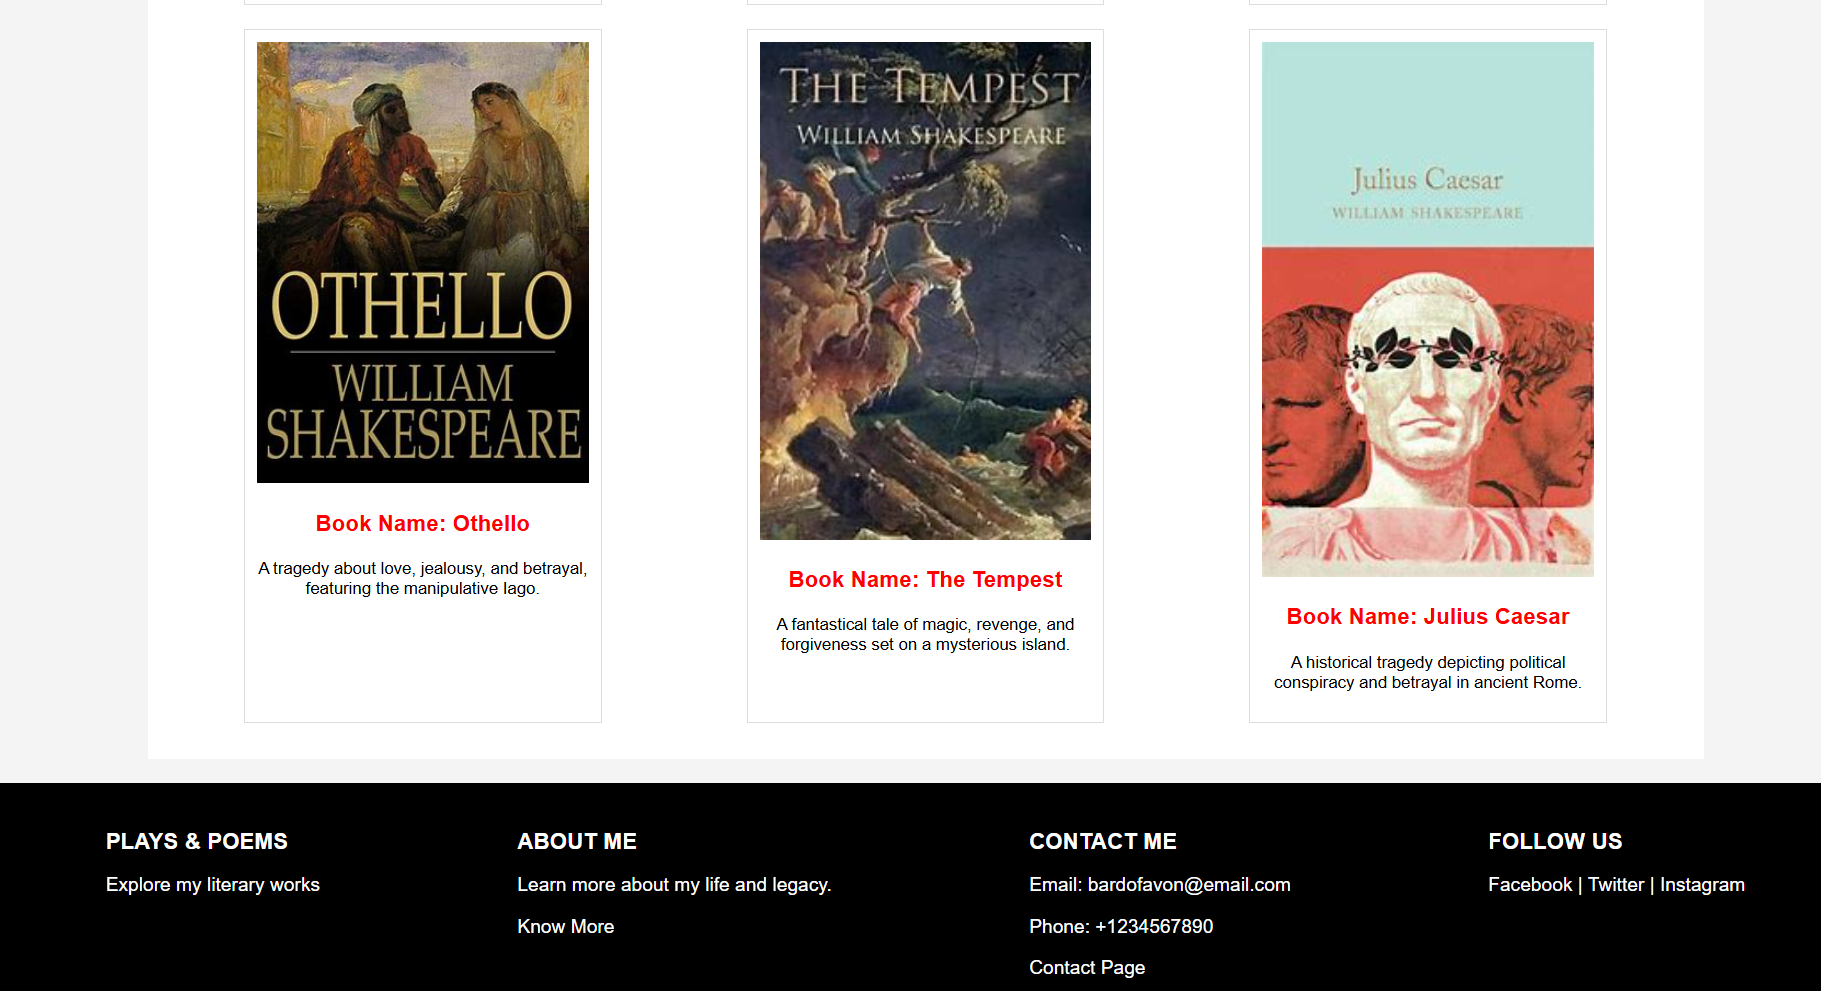 OTHELLO
WILLIAM
SHAKESPEARE
Book Name: Othello
A tragedy about love, jealousy, and betrayal,
featuring the manipulative Iago.
THE TEMPEST
WILLIAM SHAKESPEARE
Book Name: The Tempest
A fantastical tale of magic, revenge, and
forgiveness set on a mysterious island.
Julius Caesar
WILLIAM SHAKESPEARE
Book Name: Julius Caesar
A historical tragedy depicting political
conspiracy and betrayal in ancient Rome.
PLAYS & POEMS
Explore my literary works
ABOUT ME
Learn more about my life and legacy.
Know More
CONTACT ME
Email: bardofavon@email.com
Phone: +1234567890
Contact Page
FOLLOW US
Facebook | Twitter | Instagram